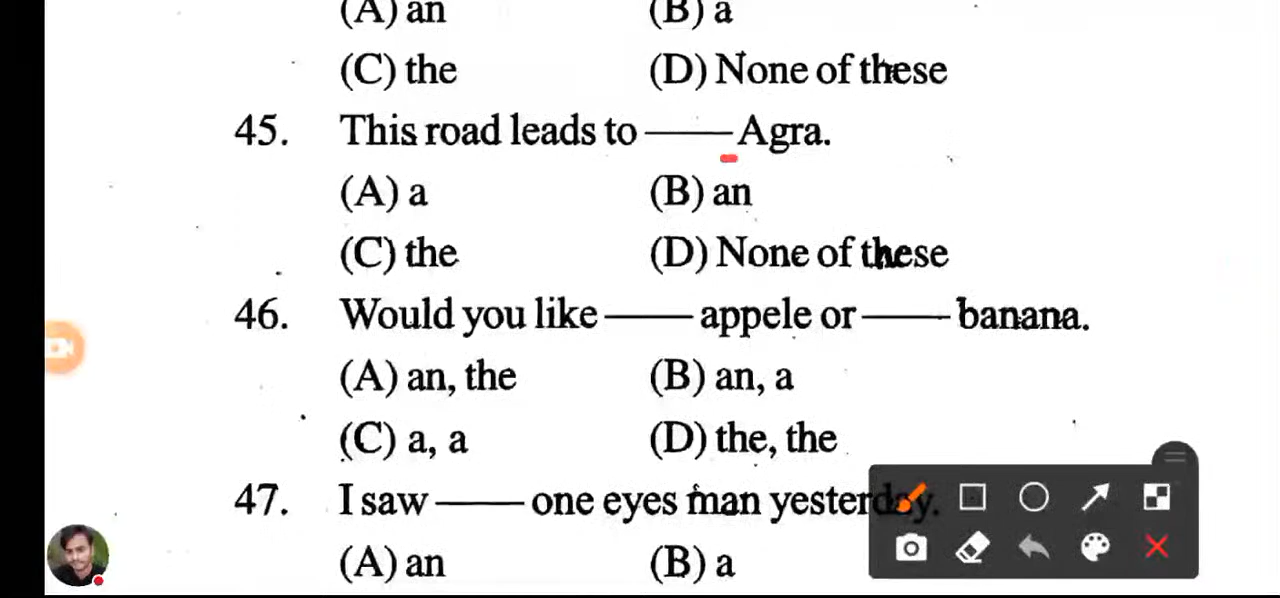 (A) an (B) a
(C) the (D) None of these
45. This road leads to —— Agra.
(A) a (B) an
(C) the (D) None of these
46. Would you like —— appele or —— banana.
(A) an, the (B) an, a
(C) a, a (D) the, the
47. I saw —— one eyes man yesterday.
(A) an (B) a